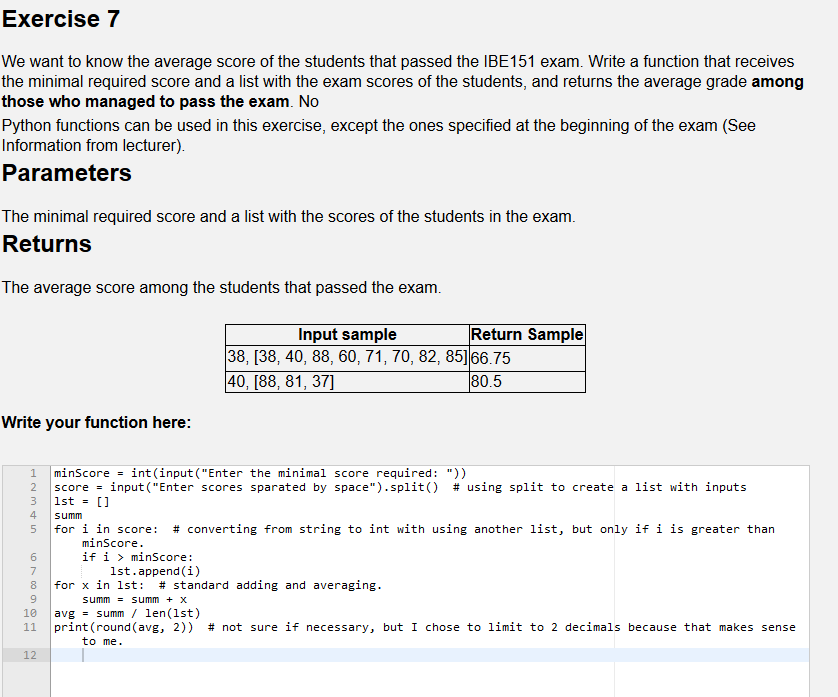 Exercise 7
We want to know the average score of the students that passed the IBE151 exam. Write a function that receives
the minimal required score and a list with the exam scores of the students, and returns the average grade among
those who managed to pass the exam. No
Python functions can be used in this exercise, except the ones specified at the beginning of the exam (See
Information from lecturer).
Parameters
The minimal required score and a list with the scores of the students in the exam.
Returns
The average score among the students that passed the exam.
Input sample Return Sample
38, [38, 40, 88, 60, 71, 70, 82, 85] 66.75
40, [88, 81, 37] 80.5
Write your function here:
1 minScore = int(input("Enter the minimal score required: "))
2 score = input("Enter scores sparated by space").split()  # using split to create a list with inputs
3 lst = []
4 summ
5 for i in score:  # converting from string to int with using another list, but only if i is greater than
minScore.
6     if i > minScore:
7         lst.append(i)
8 for x in lst:  # standard adding and averaging.
9     summ = summ + x
10 avg = summ / len(lst)
11 print(round(avg, 2))  # not sure if necessary, but I chose to limit to 2 decimals because that makes sense
to me.
12